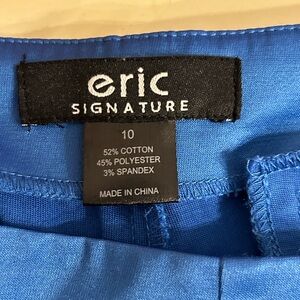 eric
SIGNATURE
10
52% COTTON
45% POLYESTER
3% SPANDEX
MADE IN CHINA